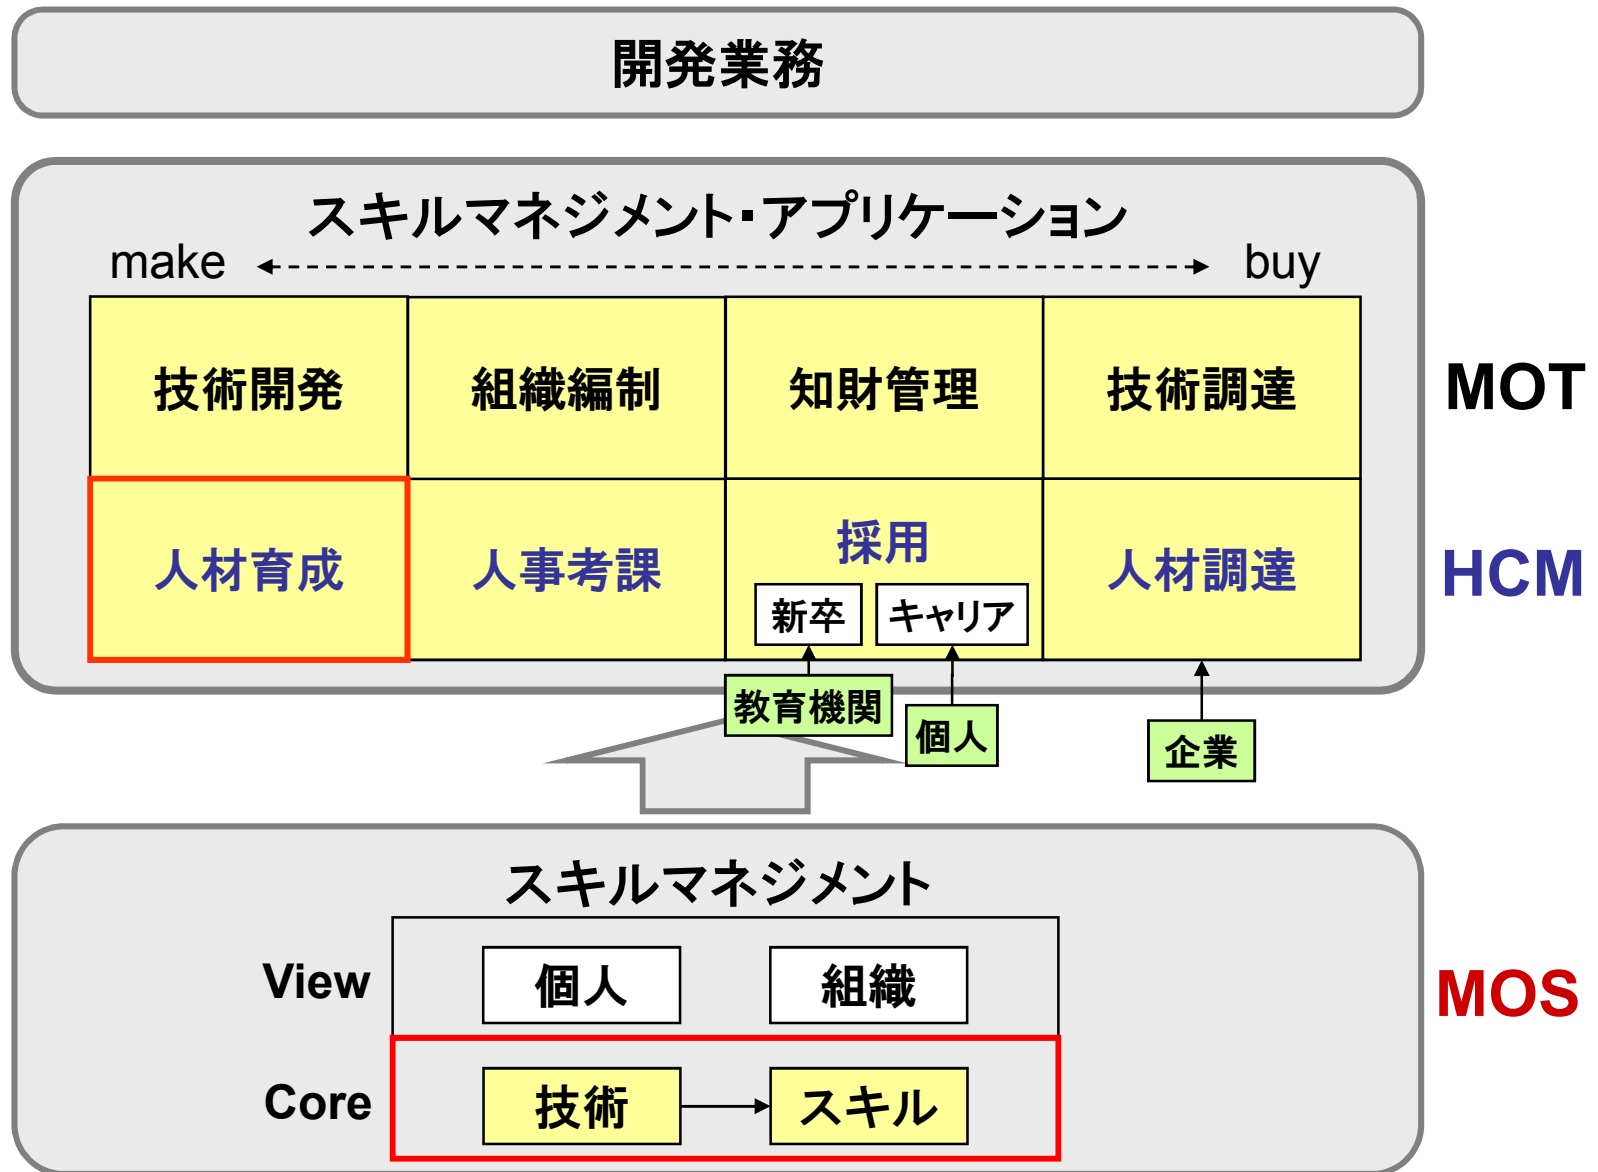 開発業務
スキルマネジメント・アプリケーション
make
buy
技術開発
組織編制
知財管理
技術調達
MOT
人材育成
人事考課
採用
人材調達
HCM
新卒
キャリア
教育機関
個人
企業
スキルマネジメント
View
個人
組織
MOS
Core
技術
スキル